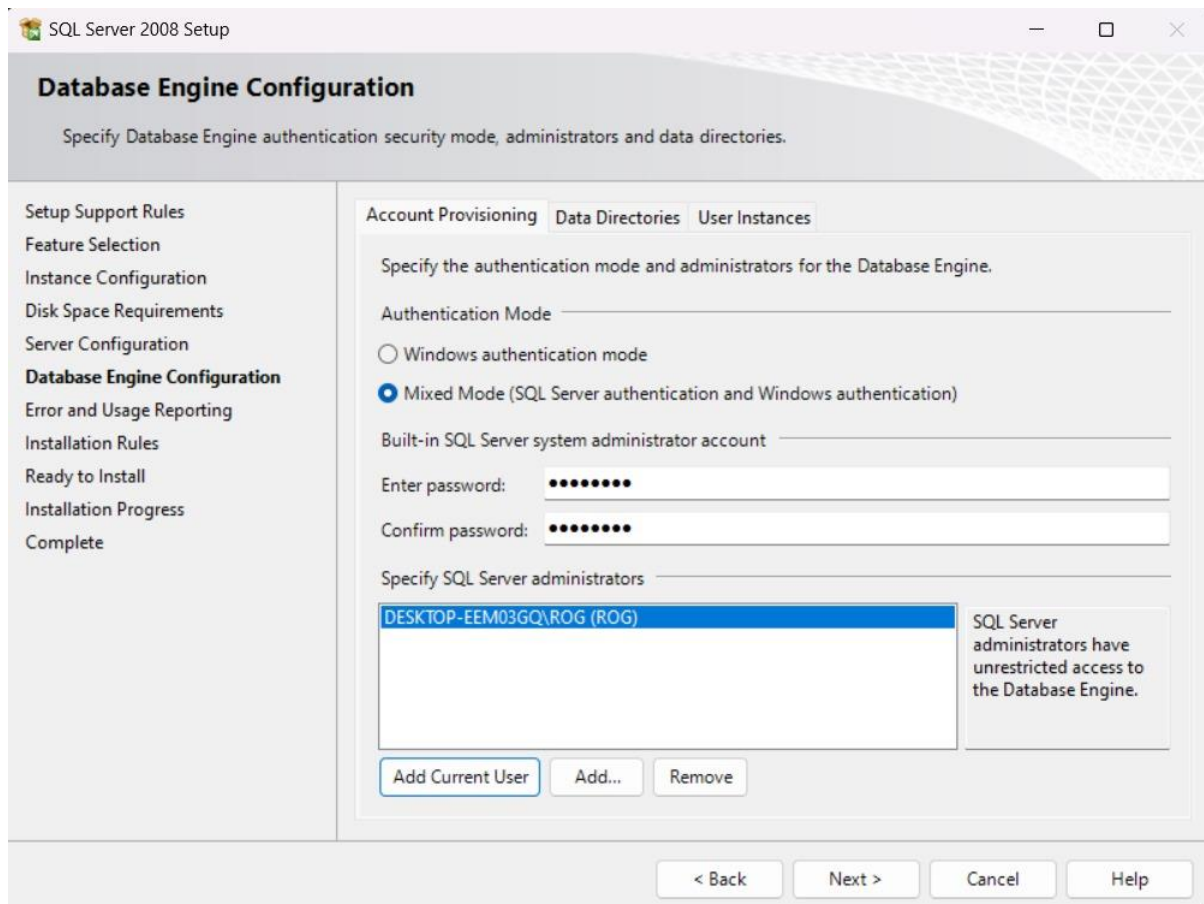 SQL Server 2008 Setup
Database Engine Configuration
Specify Database Engine authentication security mode, administrators and data directories.
Setup Support Rules
Feature Selection
Instance Configuration
Disk Space Requirements
Server Configuration
Database Engine Configuration
Error and Usage Reporting
Installation Rules
Ready to Install
Installation Progress
Complete
Account Provisioning Data Directories User Instances
Specify the authentication mode and administrators for the Database Engine.
Authentication Mode
Windows authentication mode
Mixed Mode (SQL Server authentication and Windows authentication)
Built-in SQL Server system administrator account
Enter password: ●●●●●●●●
Confirm password: ●●●●●●●●
Specify SQL Server administrators
DESKTOP-EEM03GQ\ROG (ROG)
SQL Server
administrators have
unrestricted access to
the Database Engine.
Add Current User Add... Remove
< Back Next > Cancel Help